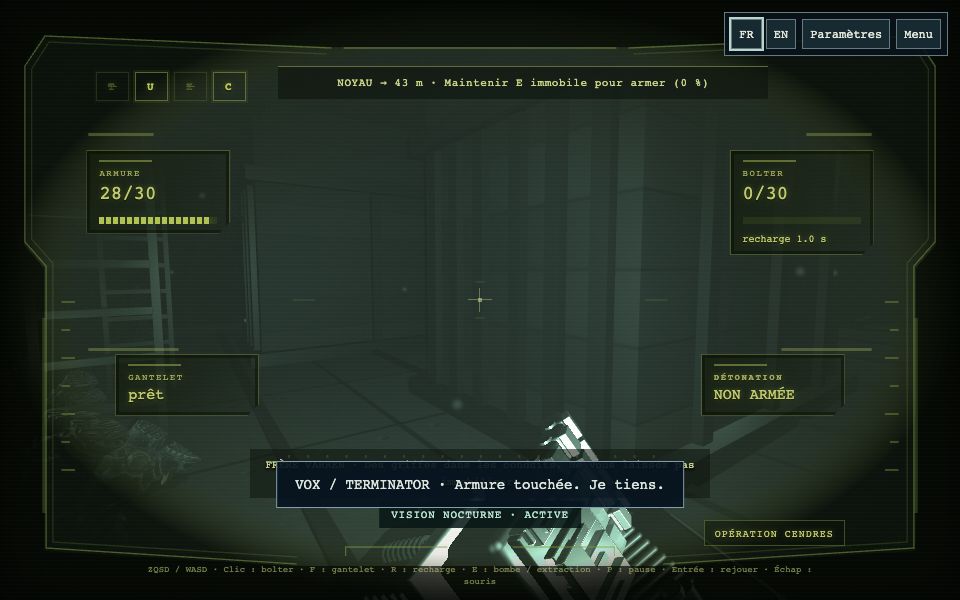 FR EN Paramètres Menu
NOYAU → 43 m · Maintenir E immobile pour armer (0 %)
U C
ARMURE
28/30
BOLTER
0/30
recharge 1.0 s
GANTELET
prêt
DÉTONATION
NON ARMÉE
VOX / TERMINATOR · Armure touchée. Je tiens.
VISION NOCTURNE · ACTIVE
OPÉRATION CENDRES
ZQSD / WASD · Clic : bolter · F : gantelet · R : recharge · E : bombe / extraction · P : pause · Entrée : rejouer · Échap :
souris